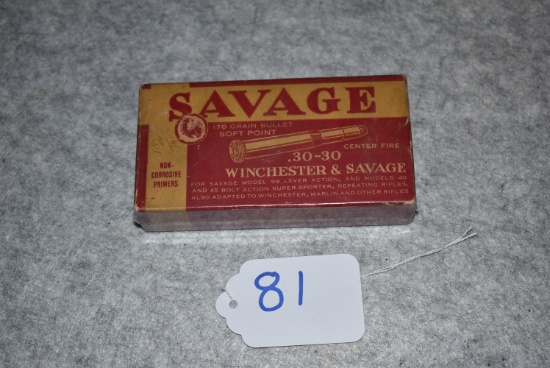 SAVAGE
170 GRAIN BULLET
SOFT POINT
CENTER FIRE
.30-30
NON-
CORROSIVE
PRIMERS
WINCHESTER & SAVAGE
FOR SAVAGE MODEL 99 LEVER ACTION, AND MODELS 40
AND 45 BOLT ACTION SUPER-SPORTER, REPEATING RIFLES.
ALSO ADAPTED TO WINCHESTER, MARLIN AND OTHER RIFLES
81